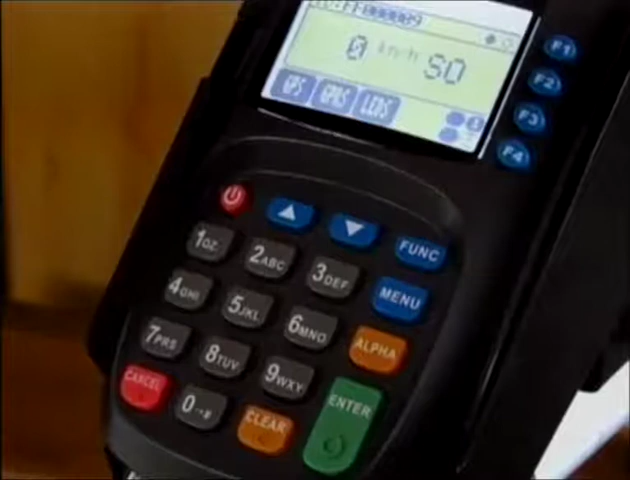 F1
0 km/h SO
F2
GPS GPRS LEDS
F3
F4
FUNC
1QZ. 2ABC 3DEF MENU
4GHI 5JKL 6MNO ALPHA
7PRS 8TUV 9WXY ENTER
CANCEL 0 CLEAR